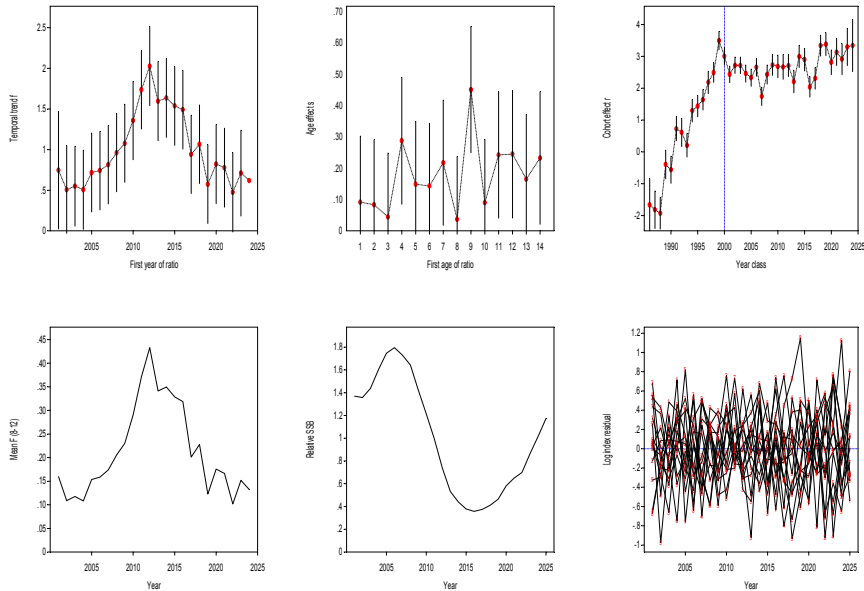 Temporal trend f
2.5
2
1.5
1
.5
0
2005 2010 2015 2020 2025
First year of ratio
Age effect s
.70
.60
.50
.40
.30
.20
.10
.00
1 2 3 4 5 6 7 8 9 10 11 12 13 14
First age of ratio
Cohort effect r
4
3
2
1
0
-1
-2
1990 1995 2000 2005 2010 2015 2020 2025
Year class
Mean F (8-12)
.45
.40
.35
.30
.25
.20
.15
.10
.05
0
2005 2010 2015 2020 2025
Year
Relative SSB
1.8
1.6
1.4
1.2
1
.8
.6
.4
.2
0
2005 2010 2015 2020 2025
Year
Log index residual
1.2
1
.8
.6
.4
.2
0
-.2
-.4
-.6
-.8
-1
2005 2010 2015 2020 2025
Year